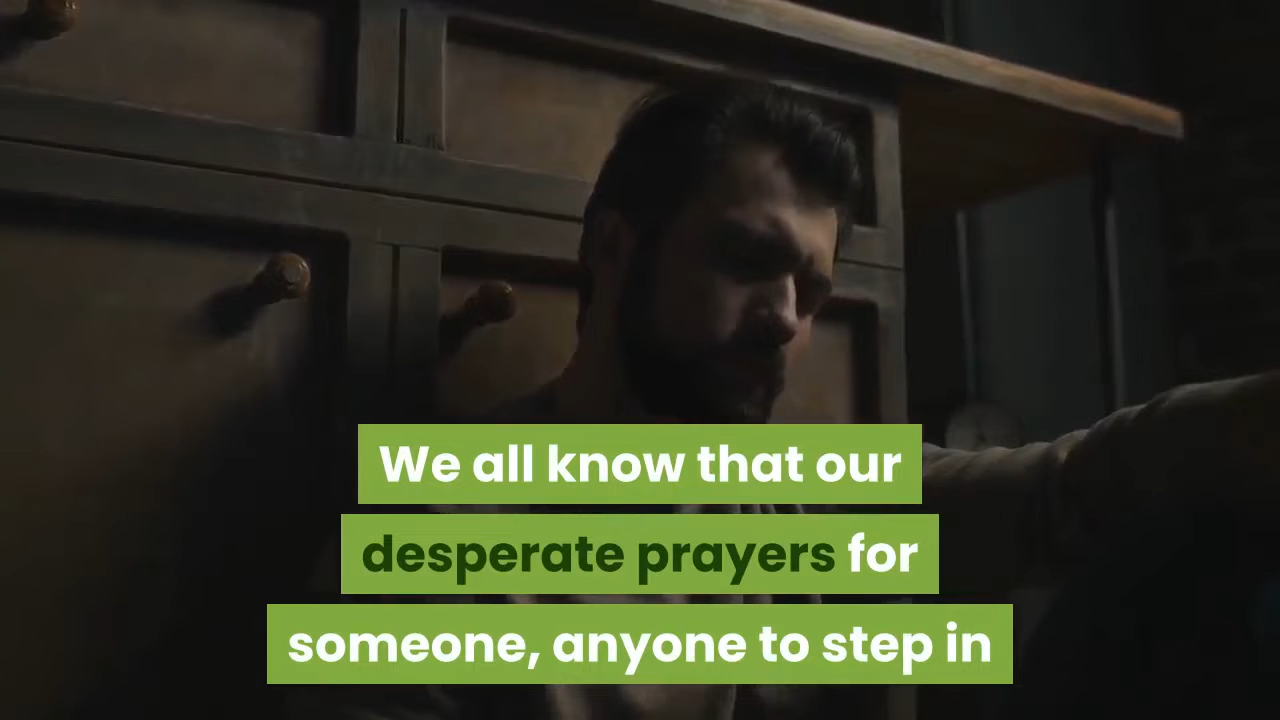 We all know that our
desperate prayers for
someone, anyone to step in